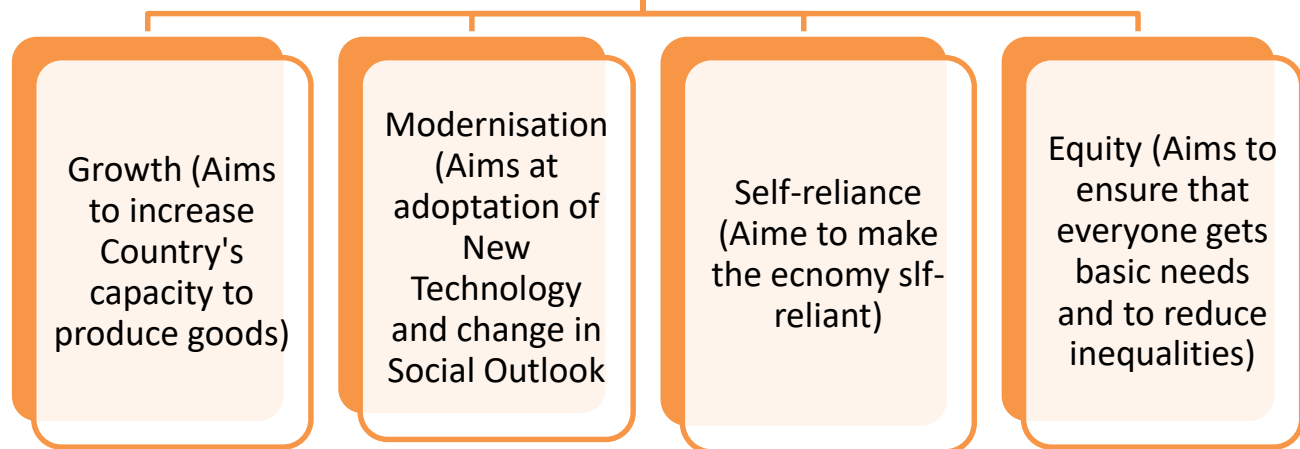 Growth (Aims
to increase
Country's
capacity to
produce goods)
Modernisation
(Aims at
adoptation of
New
Technology
and change in
Social Outlook
Self-reliance
(Aime to make
the ecnomy slf-
reliant)
Equity (Aims to
ensure that
everyone gets
basic needs
and to reduce
inequalities)